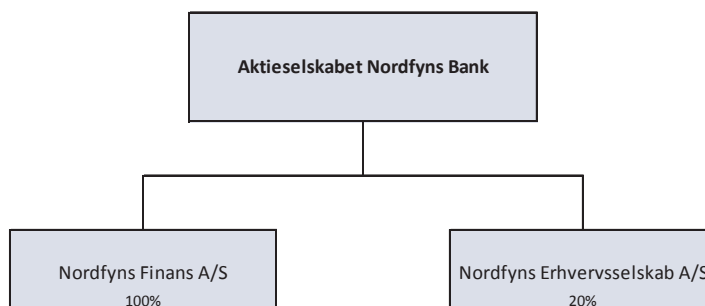 Aktieselskabet Nordfyns Bank
Nordfyns Finans A/S
100%
Nordfyns Erhvervsselskab A/S
20%